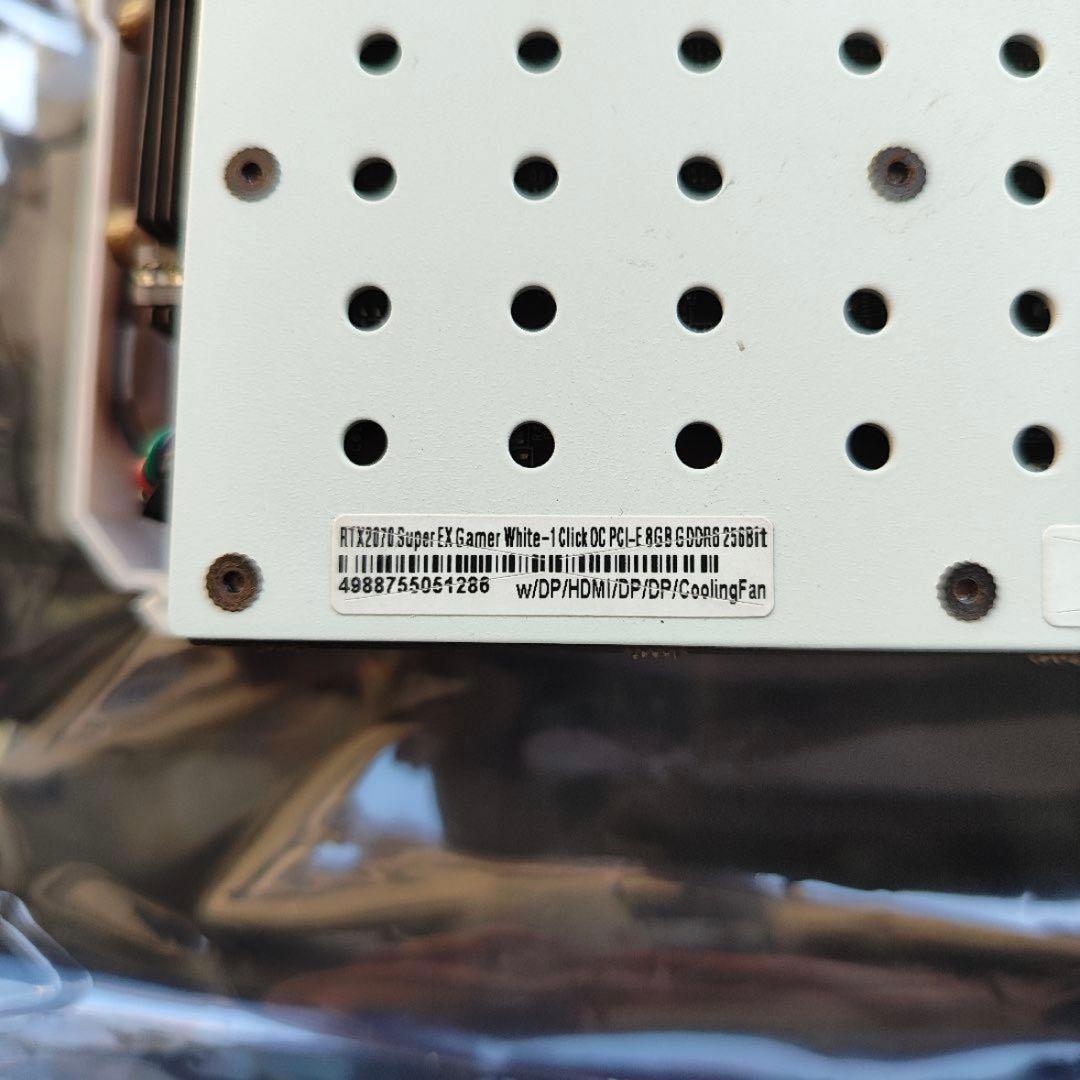 RTX2070 Super EX Gamer White-1 Click OC PCI-E 8GB GDDR6 256Bit
4988755051286 w/DP/HDMI/DP/DP/CoolingFan